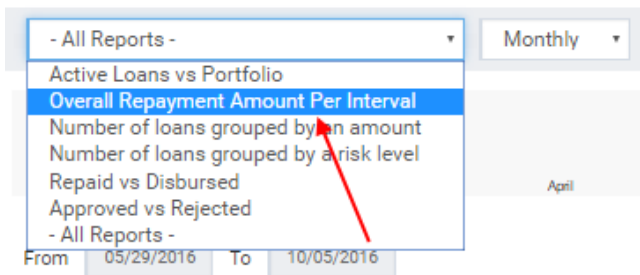 - All Reports - Monthly
Active Loans vs Portfolio
Overall Repayment Amount Per Interval
Number of loans grouped by an amount
Number of loans grouped by a risk level
Repaid vs Disbursed
April
Approved vs Rejected
- All Reports -
From 05/29/2016 To 10/05/2016